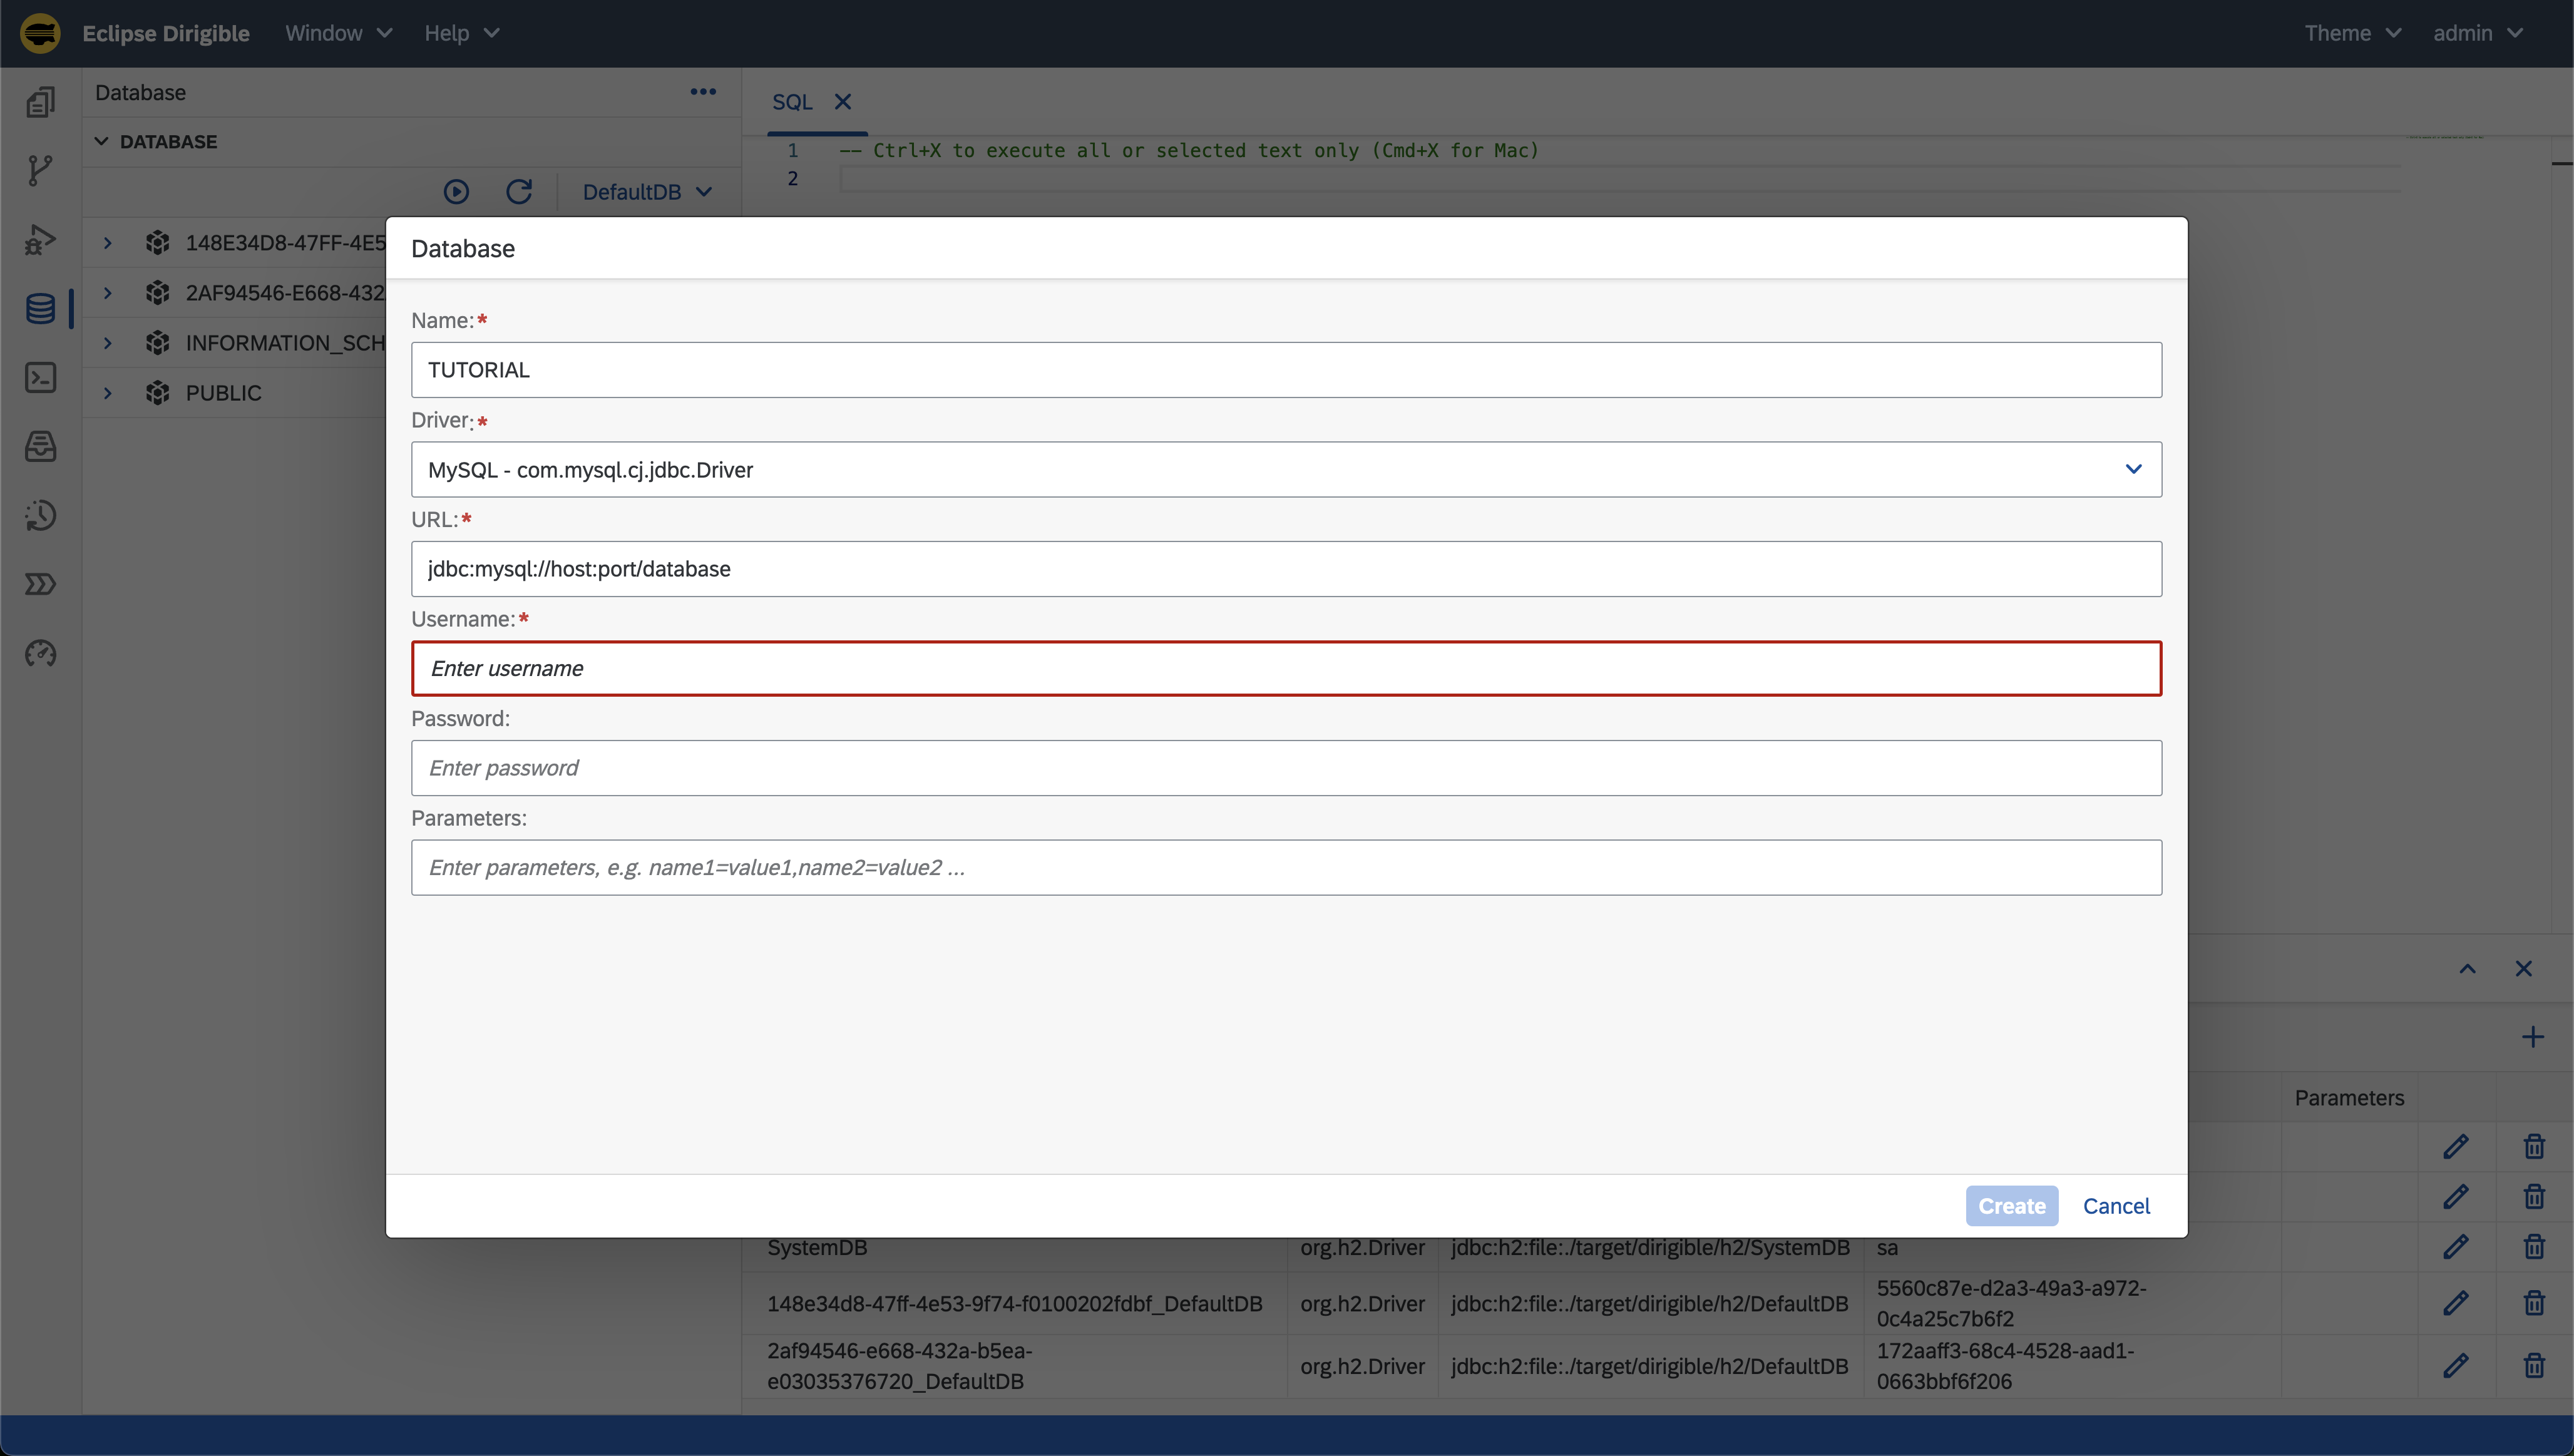 Eclipse Dirigible Window Help Theme admin
Database
DATABASE
DefaultDB
148E34D8-47FF-4E5
2AF94546-E668-432
INFORMATION_SCH
PUBLIC
SQL
1 -- Ctrl+X to execute all or selected text only (Cmd+X for Mac)
2
Database
Name:*
TUTORIAL
Driver:*
MySQL - com.mysql.cj.jdbc.Driver
URL:*
jdbc:mysql://host:port/database
Username:*
Enter username
Password:
Enter password
Parameters:
Enter parameters, e.g. name1=value1,name2=value2 ...
Create Cancel
Parameters
SystemDB org.h2.Driver jdbc:h2:file:./target/dirigible/h2/SystemDB sa
148e34d8-47ff-4e53-9f74-f0100202fdbf_DefaultDB org.h2.Driver jdbc:h2:file:./target/dirigible/h2/DefaultDB 5560c87e-d2a3-49a3-a972-
0c4a25c7b6f2
2af94546-e668-432a-b5ea-
e03035376720_DefaultDB org.h2.Driver jdbc:h2:file:./target/dirigible/h2/DefaultDB 172aaff3-68c4-4528-aad1-
0663bbf6f206